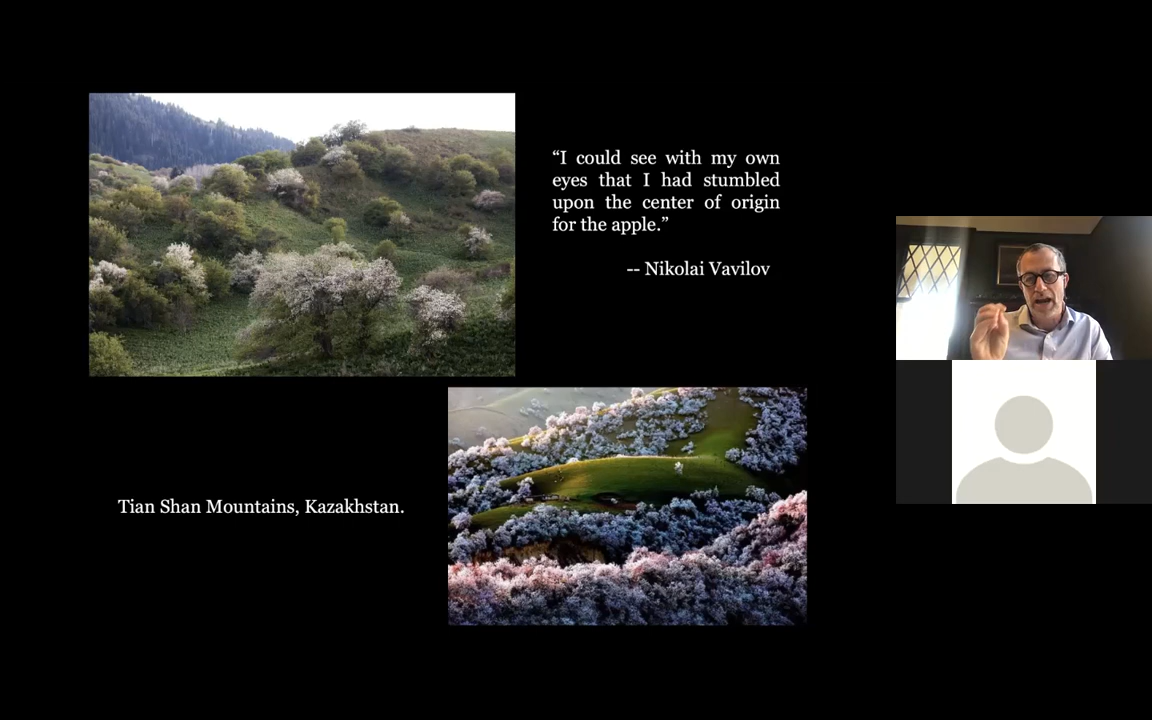 “I could see with my own
eyes that I had stumbled
upon the center of origin
for the apple.”
-- Nikolai Vavilov
Tian Shan Mountains, Kazakhstan.